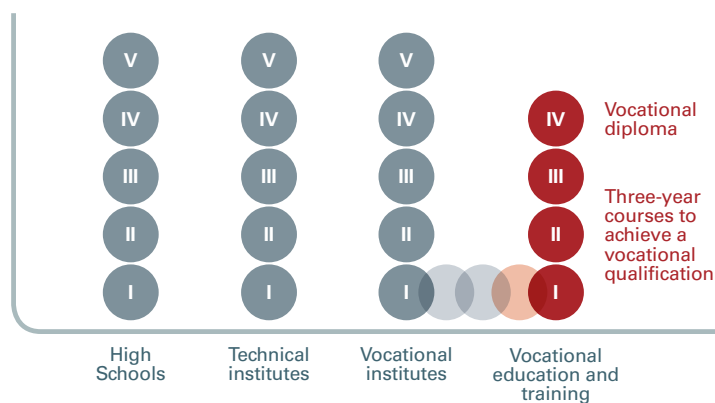 V V V
IV IV IV IV Vocational
diploma
III III III III
Three-year
courses to
achieve a
vocational
qualification
II II II II
I I I I
High
Schools
Technical
institutes
Vocational
institutes
Vocational
education and
training